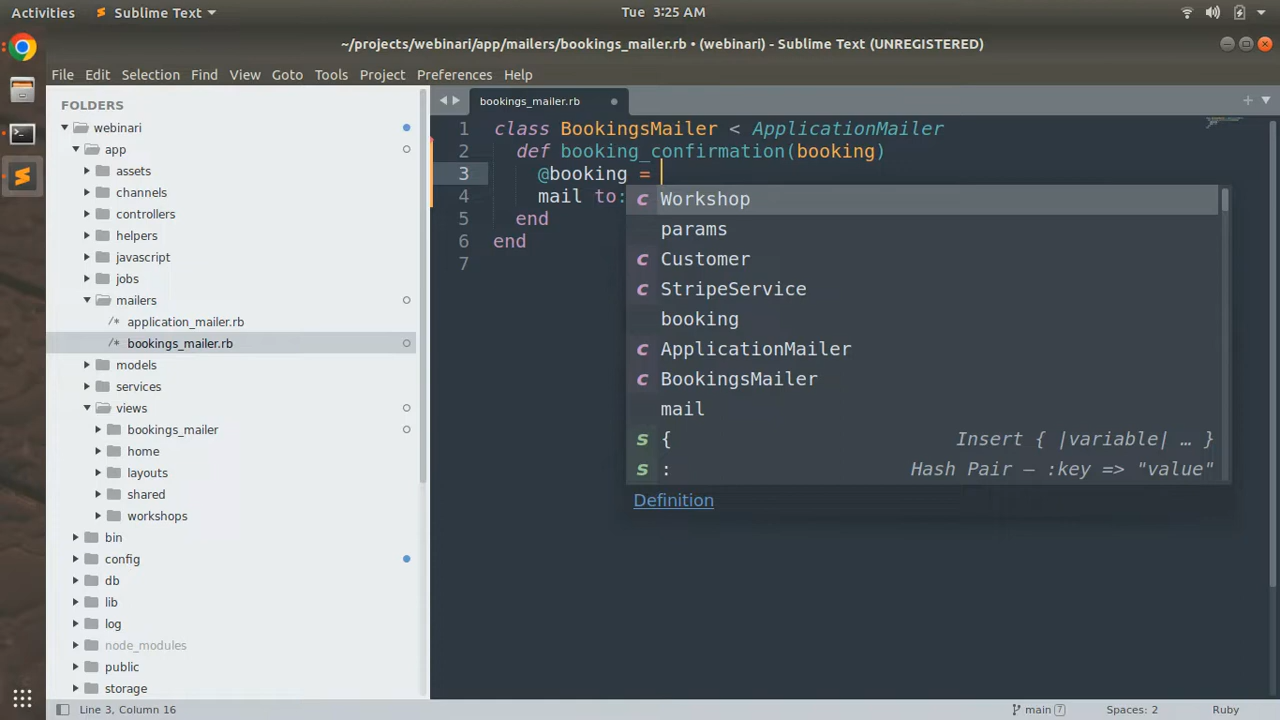 Activities Sublime Text Tue 3:25 AM
~/projects/webinari/app/mailers/bookings_mailer.rb • (webinari) - Sublime Text (UNREGISTERED)
File Edit Selection Find View Goto Tools Project Preferences Help
FOLDERS
webinari
app
assets
channels
controllers
helpers
javascript
jobs
mailers
/* application_mailer.rb
/* bookings_mailer.rb
models
services
views
bookings_mailer
home
layouts
shared
workshops
bin
config
db
lib
log
node_modules
public
storage
bookings_mailer.rb
1 class BookingsMailer < ApplicationMailer
2 def booking_confirmation(booking)
3 @booking =
4 mail to:
5 end
6 end
7
c Workshop
params
c Customer
c StripeService
booking
c ApplicationMailer
c BookingsMailer
mail
s { Insert { |variable| … }
s : Hash Pair — :key => "value"
Definition
Line 3, Column 16 main 7 Spaces: 2 Ruby